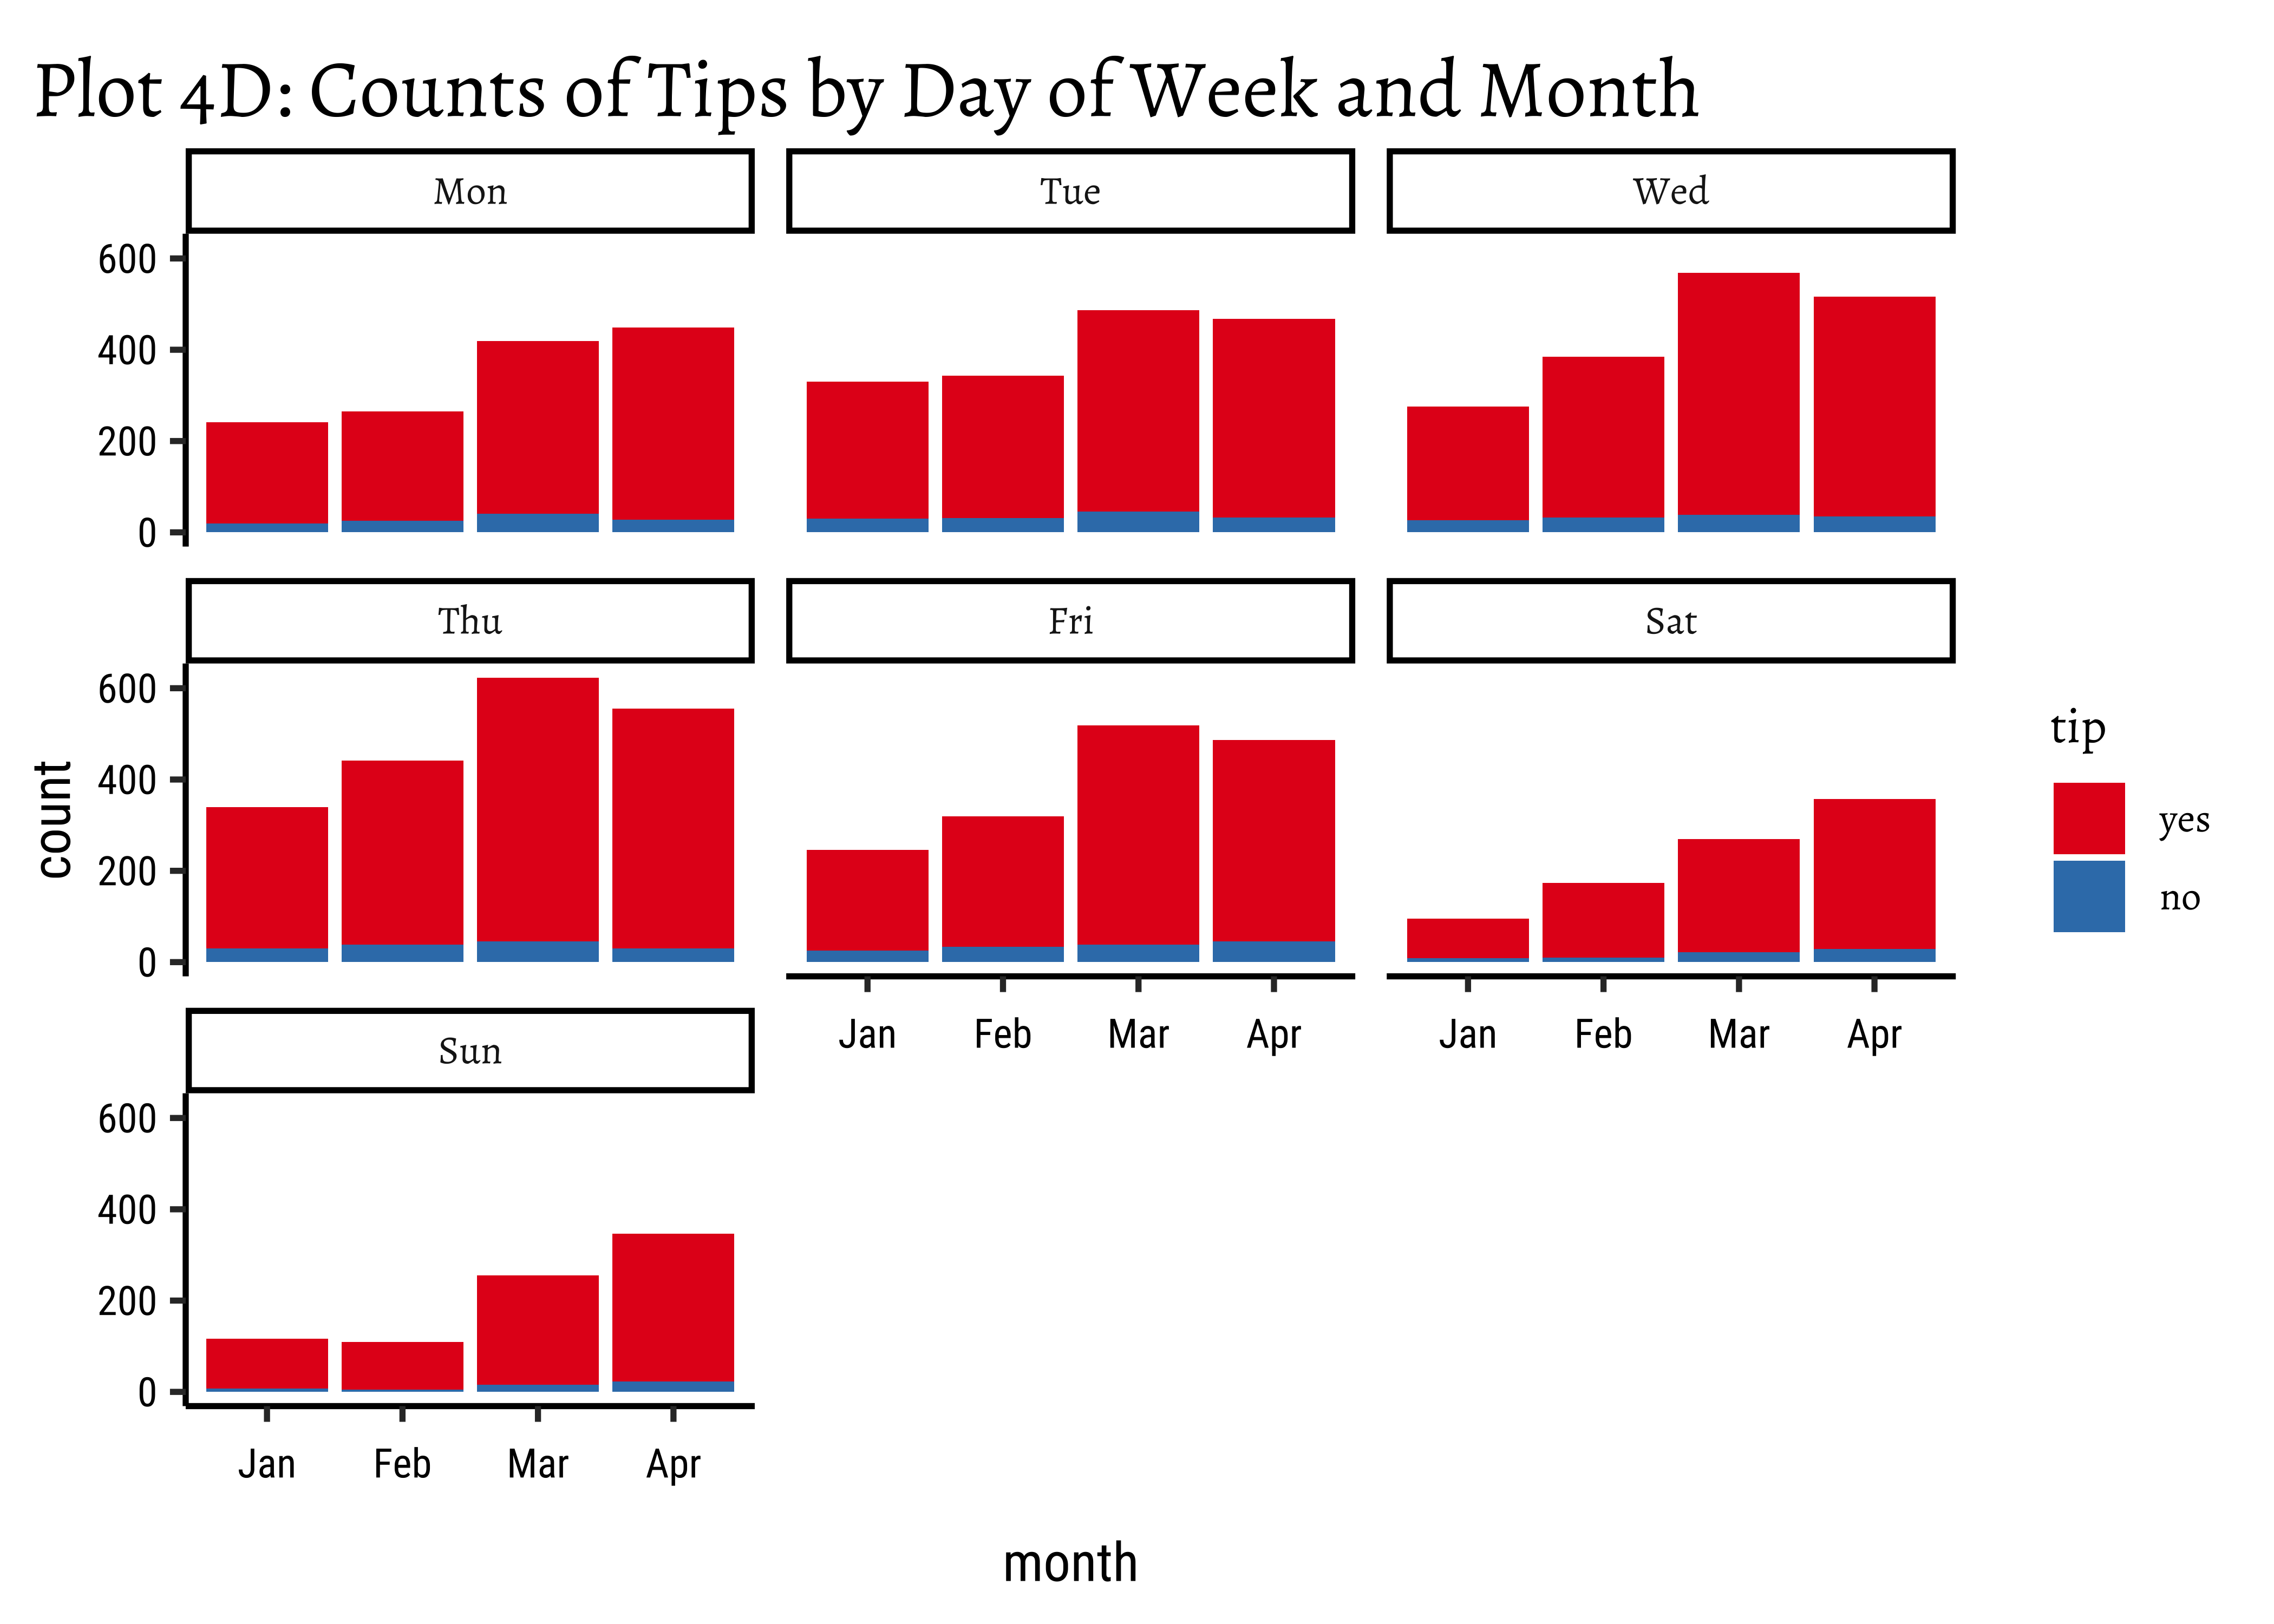 Plot 4D: Counts of Tips by Day of Week and Month
Mon
Tue
Wed
600
400
200
0
Thu
Fri
Sat
600
400
200
0
count
Jan Feb Mar Apr
Jan Feb Mar Apr
tip
yes
no
Sun
600
400
200
0
Jan Feb Mar Apr
month